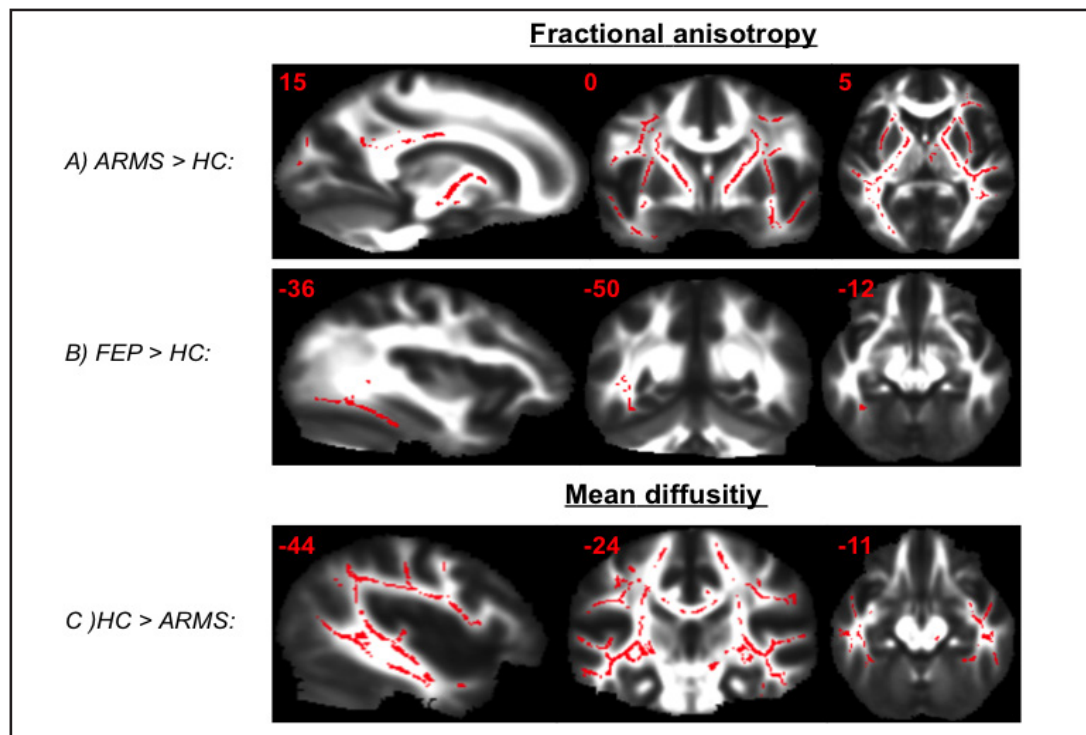 Fractional anisotropy
15 0 5
A) ARMS > HC:
-36 -50 -12
B) FEP > HC:
Mean diffusitiy
-44 -24 -11
C )HC > ARMS: